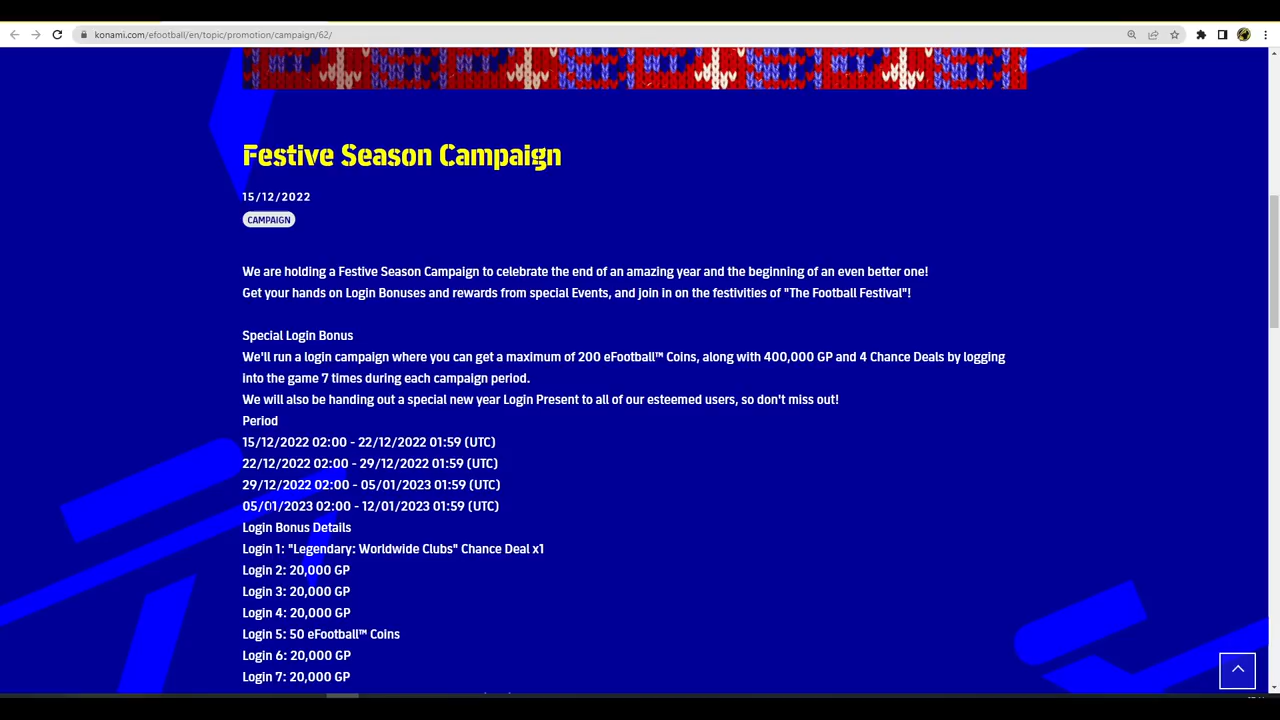 konami.com/efootball/en/topic/promotion/campaign/62/
Festive Season Campaign
15/12/2022
CAMPAIGN
We are holding a Festive Season Campaign to celebrate the end of an amazing year and the beginning of an even better one!
Get your hands on Login Bonuses and rewards from special Events, and join in on the festivities of "The Football Festival"!
Special Login Bonus
We'll run a login campaign where you can get a maximum of 200 eFootball™ Coins, along with 400,000 GP and 4 Chance Deals by logging
into the game 7 times during each campaign period.
We will also be handing out a special new year Login Present to all of our esteemed users, so don't miss out!
Period
15/12/2022 02:00 - 22/12/2022 01:59 (UTC)
22/12/2022 02:00 - 29/12/2022 01:59 (UTC)
29/12/2022 02:00 - 05/01/2023 01:59 (UTC)
05/01/2023 02:00 - 12/01/2023 01:59 (UTC)
Login Bonus Details
Login 1: "Legendary: Worldwide Clubs" Chance Deal x1
Login 2: 20,000 GP
Login 3: 20,000 GP
Login 4: 20,000 GP
Login 5: 50 eFootball™ Coins
Login 6: 20,000 GP
Login 7: 20,000 GP